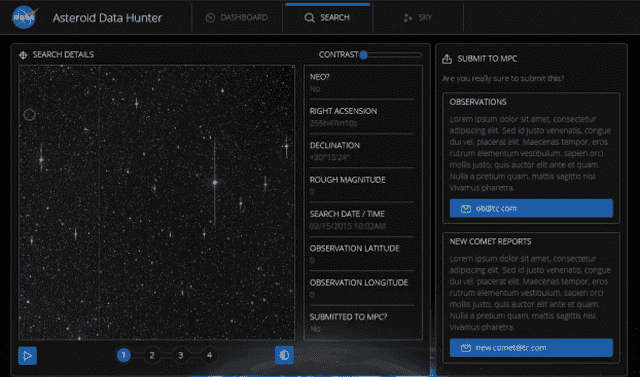 NASA
Asteroid Data Hunter
DASHBOARD
SEARCH
SKY
SEARCH DETAILS
CONTRAST
NEO?
No
RIGHT ACSENSION
255h47m10s
DECLINATION
+20°15'24"
ROUGH MAGNITUDE
0
SEARCH DATE / TIME
02/15/2015 10:02AM
OBSERVATION LATITUDE
0
OBSERVATION LONGITUDE
0
SUBMITTED TO MPC?
No
1 2 3 4
SUBMIT TO MPC
Are you really sure to submit this?
OBSERVATIONS
Lorem ipsum dolor sit amet, consectetur
adipiscing elit. Sed id justo venenatis, congue
dui vel, placerat elit. Maecenas tempor, eros
rutrum elementum vestibulum, sapien orci
mollis justo, quis auctor elit ante et quam.
Nulla a pretium quam, mattis sagittis nisi.
Vivamus pharetra.
ob@tc.com
NEW COMET REPORTS
Lorem ipsum dolor sit amet, consectetur
adipiscing elit. Sed id justo venenatis, congue
dui vel, placerat elit. Maecenas tempor, eros
rutrum elementum vestibulum, sapien orci
mollis justo, quis auctor elit ante et quam.
Nulla a pretium quam, mattis sagittis nisi.
Vivamus pharetra.
new.comet@tc.com